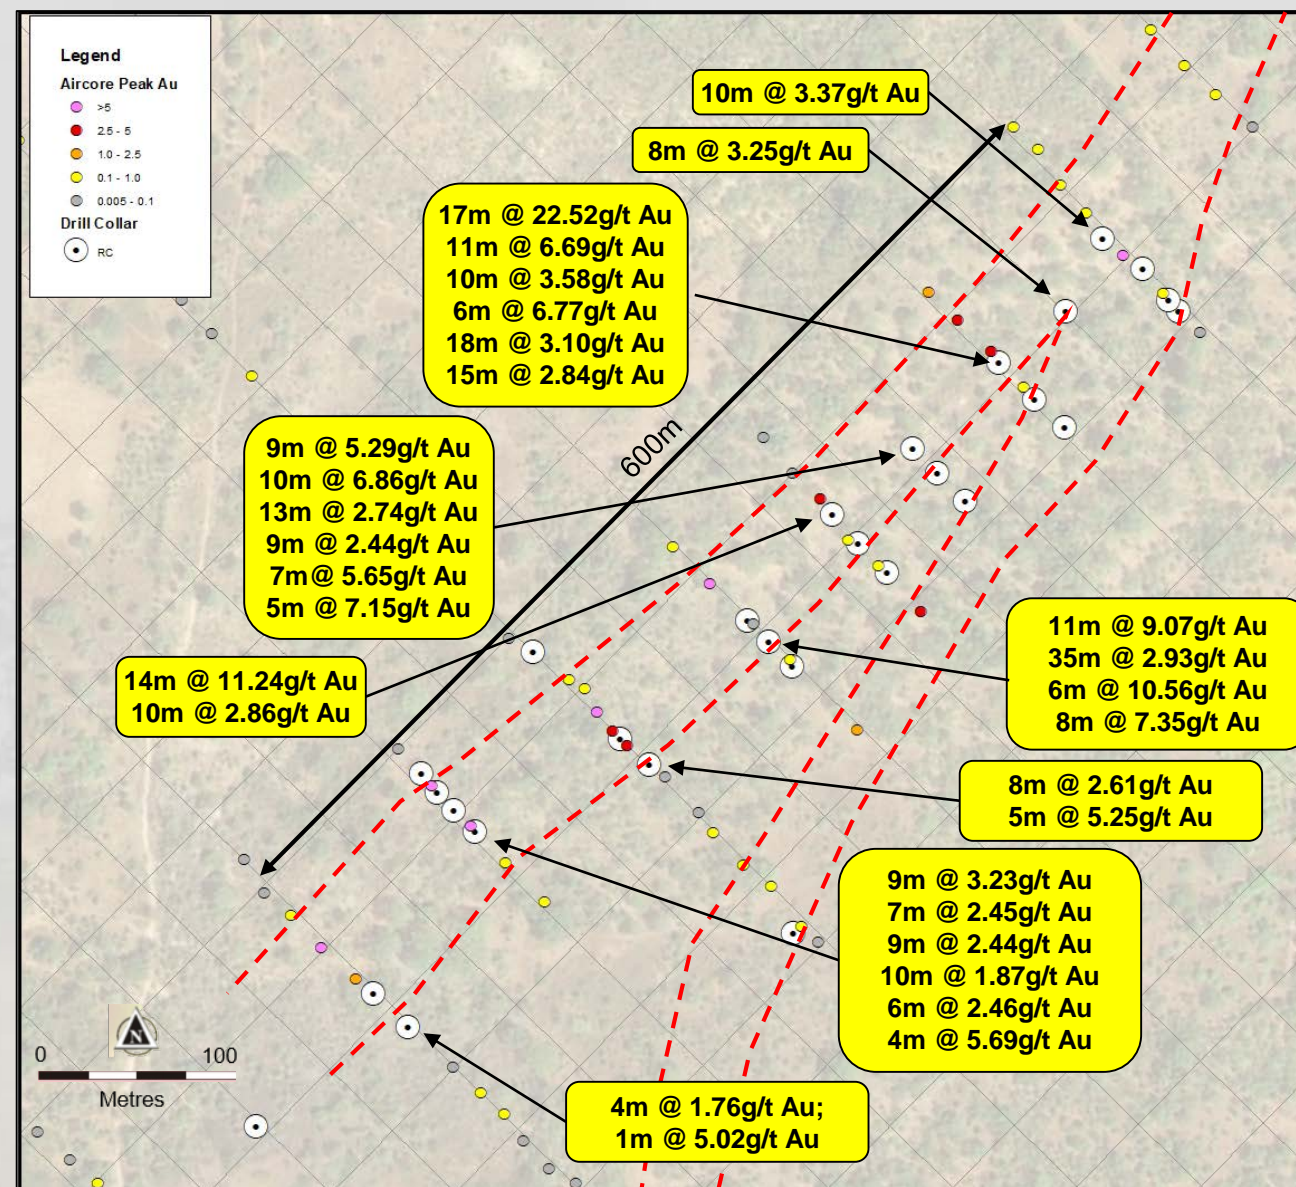 Legend
Aircore Peak Au
>5
2.5 - 5
1.0 - 2.5
0.1 - 1.0
0.005 - 0.1
Drill Collar
RC
10m @ 3.37g/t Au
8m @ 3.25g/t Au
17m @ 22.52g/t Au
11m @ 6.69g/t Au
10m @ 3.58g/t Au
6m @ 6.77g/t Au
18m @ 3.10g/t Au
15m @ 2.84g/t Au
600m
9m @ 5.29g/t Au
10m @ 6.86g/t Au
13m @ 2.74g/t Au
9m @ 2.44g/t Au
7m@ 5.65g/t Au
5m @ 7.15g/t Au
14m @ 11.24g/t Au
10m @ 2.86g/t Au
11m @ 9.07g/t Au
35m @ 2.93g/t Au
6m @ 10.56g/t Au
8m @ 7.35g/t Au
8m @ 2.61g/t Au
5m @ 5.25g/t Au
9m @ 3.23g/t Au
7m @ 2.45g/t Au
9m @ 2.44g/t Au
10m @ 1.87g/t Au
6m @ 2.46g/t Au
4m @ 5.69g/t Au
4m @ 1.76g/t Au;
1m @ 5.02g/t Au
N
0 100
Metres